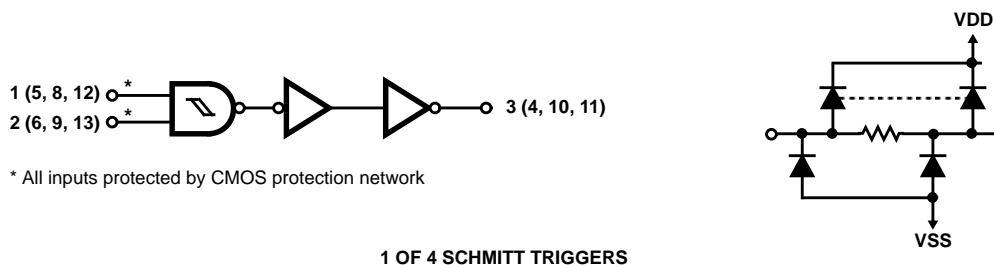 VDD
*
1 (5, 8, 12)
*
2 (6, 9, 13)
3 (4, 10, 11)
* All inputs protected by CMOS protection network
VSS
1 OF 4 SCHMITT TRIGGERS